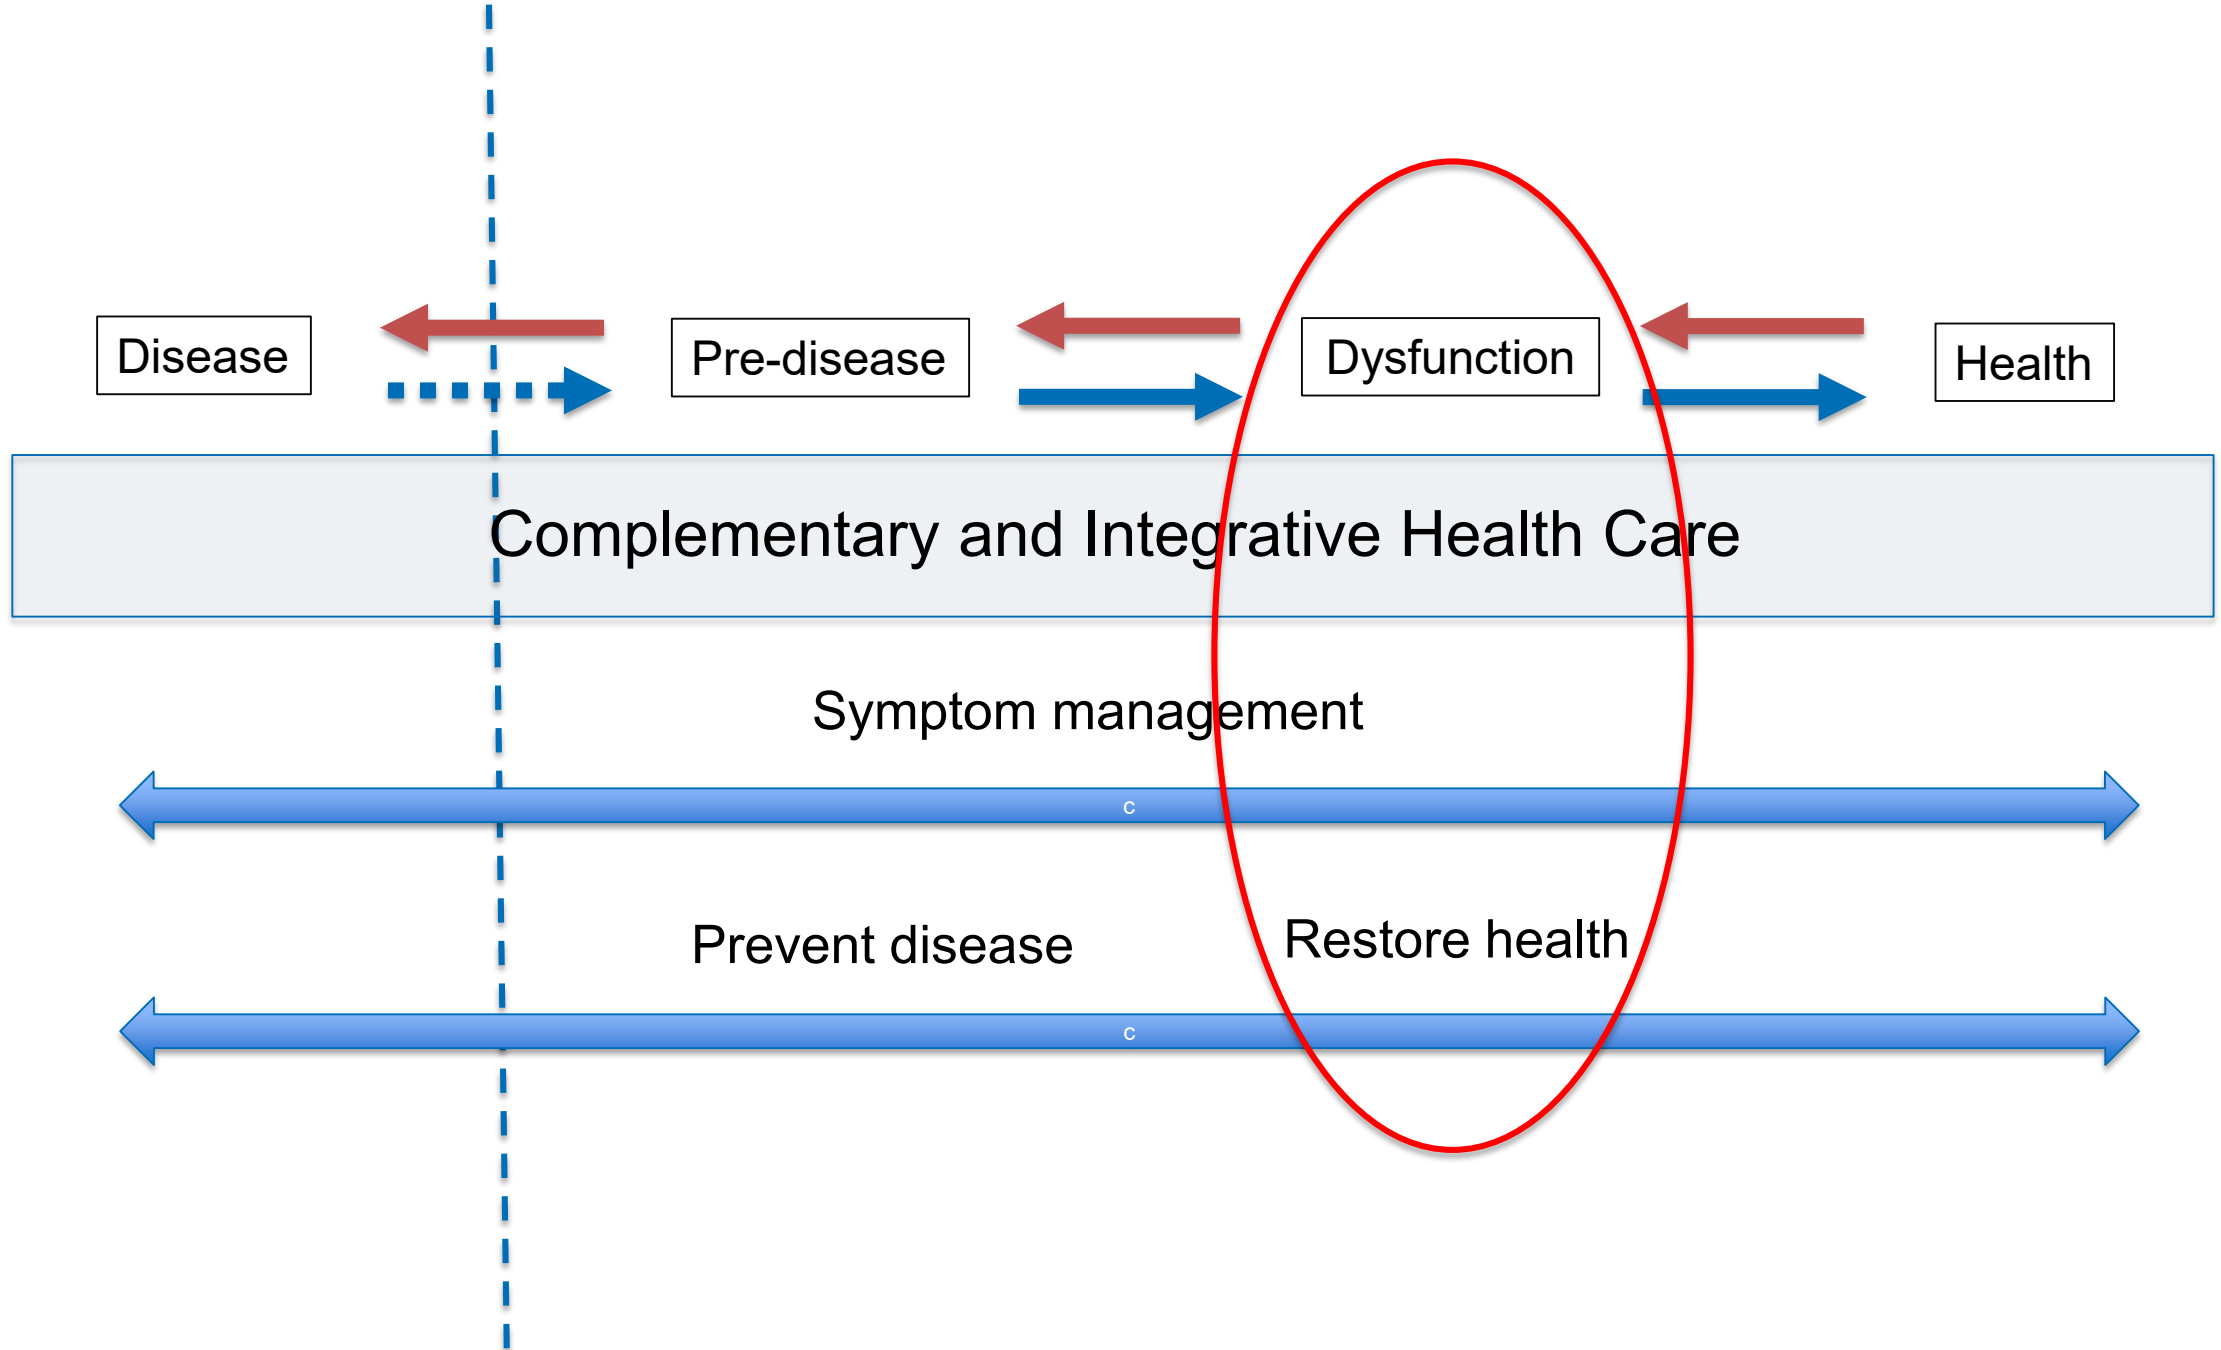 Disease
Pre-disease
Dysfunction
Health
Complementary and Integrative Health Care
Symptom management
c
Prevent disease
Restore health
c